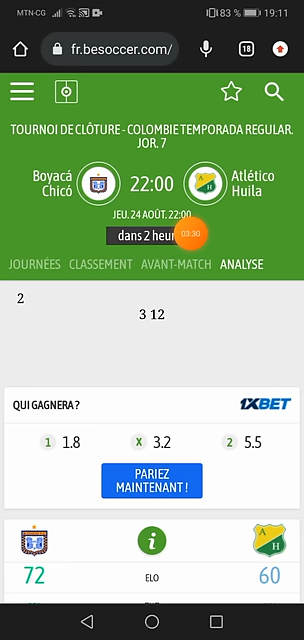 MTN-CG 83 % 19:11
fr.besoccer.com/ 18
TOURNOI DE CLÔTURE - COLOMBIE TEMPORADA REGULAR.
JOR. 7
Boyacá Chicó 22:00 Atlético Huila
JEU. 24 AOÛT. 22:00
dans 2 heur 03:30
JOURNÉES CLASSEMENT AVANT-MATCH ANALYSE
2
3 12
QUI GAGNERA ? 1XBET
1 1.8 X 3.2 2 5.5
PARIEZ
MAINTENANT !
72 ELO 60